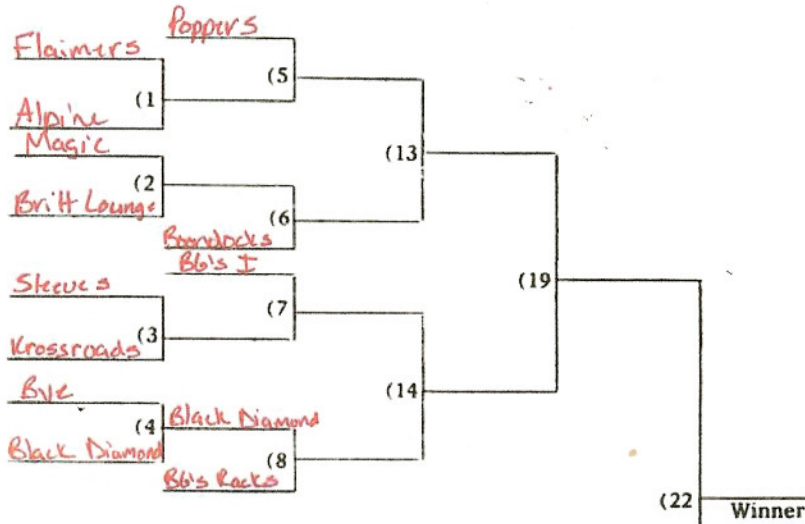 Poppers
Flaimers
(5
(1
Alpine
Magic
(13
(2
Britt Lounge
(6
Boondocks
BG's I
Sleeves
(19
(7
(3
Krossroads
(14
Bye
(4
Black Diamond
Black Diamond
(8
BG's Racks
(22
Winner